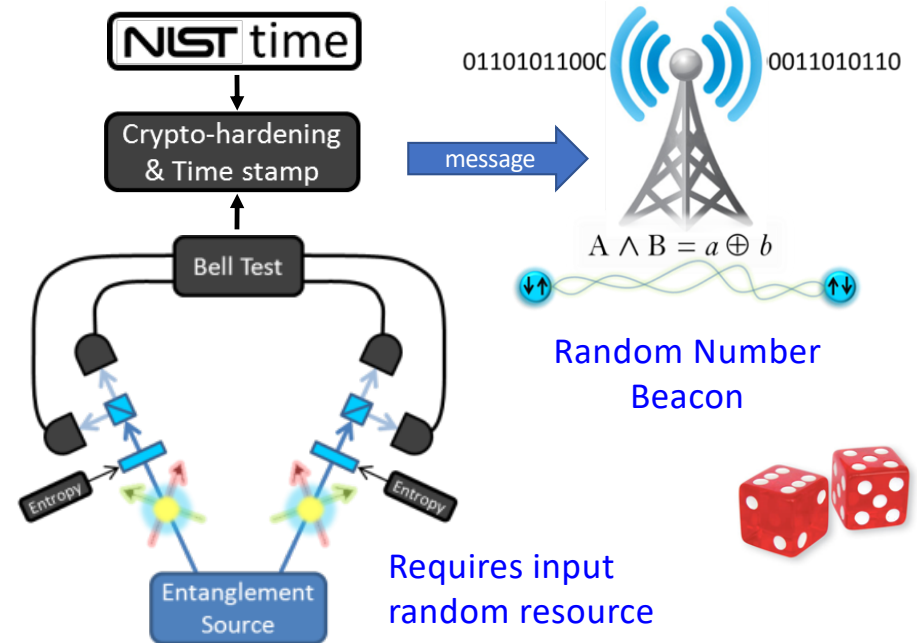 NIST time
Crypto-hardening
& Time stamp
message
01101011000
0011010110
A ∧ B = a ⊕ b
Bell Test
Random Number
Beacon
Entropy
Entropy
Entanglement
Source
Requires input
random resource